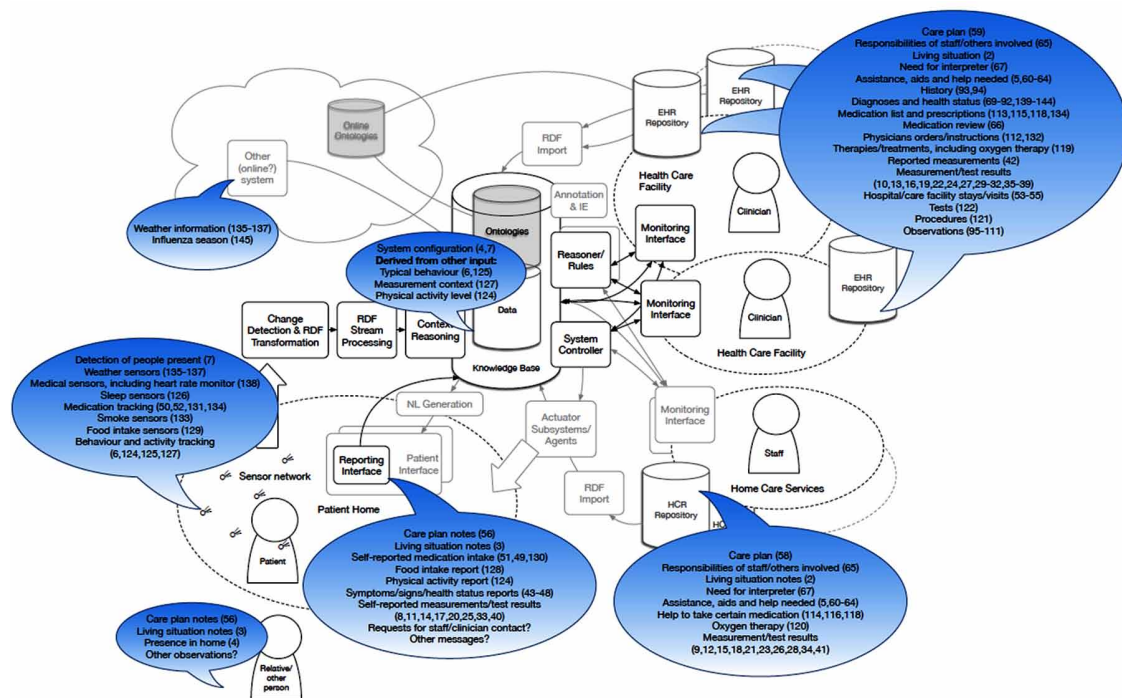 Care plan (59)
Responsibilities of staff/others involved (65)
Living situation (2)
Need for interpreter (67)
Assistance, aids and help needed (5,60-64)
History (93,94)
Diagnoses and health status (69-92,139-144)
Medication list and prescriptions (113,115,118,134)
Medication review (66)
Physicians orders/instructions (112,132)
Therapies/treatments, including oxygen therapy (119)
Reported measurements (42)
Measurement/test results
(10,13,16,19,22,24,27,29-32,35-39)
Hospital/care facility stays/visits (53-55)
Tests (122)
Procedures (121)
Observations (95-111)
EHR
Repository
EHR
Repository
Online
Ontologies
Other
(online?)
system
RDF
Import
Health Care
Facility
Clinician
Annotation
& IE
Ontologies
Weather information (135-137)
Influenza season (145)
System configuration (4,7)
Derived from other input:
Typical behaviour (6,125)
Measurement context (127)
Physical activity level (124)
Reasoner/
Rules
Monitoring
Interface
Monitoring
Interface
Clinician
EHR
Repository
Health Care Facility
Change
Detection & RDF
Transformation
RDF
Stream
Processing
Context
Reasoning
Data
System
Controller
Knowledge Base
Detection of people present (7)
Weather sensors (135-137)
Medical sensors, including heart rate monitor (138)
Sleep sensors (126)
Medication tracking (50,52,131,134)
Smoke sensors (133)
Food intake sensors (129)
Behaviour and activity tracking
(6,124,125,127)
NL Generation
Actuator
Subsystems/
Agents
Monitoring
Interface
Staff
Home Care Services
Reporting
Interface
Patient
Interface
Sensor network
Patient Home
RDF
Import
HCR
Repository
HC
Patient
Care plan notes (56)
Living situation notes (3)
Self-reported medication intake (51,49,130)
Food intake report (128)
Physical activity report (124)
Symptoms/signs/health status reports (43-48)
Self-reported measurements/test results
(8,11,14,17,20,25,33,40)
Requests for staff/clinician contact?
Other messages?
Care plan (58)
Responsibilities of staff/others involved (65)
Living situation notes (2)
Need for interpreter (67)
Assistance, aids and help needed (5,60-64)
Help to take certain medication (114,116,118)
Oxygen therapy (120)
Measurement/test results
(9,12,15,18,21,23,26,28,34,41)
Care plan notes (56)
Living situation notes (3)
Presence in home (4)
Other observations?
Relative/
other
person